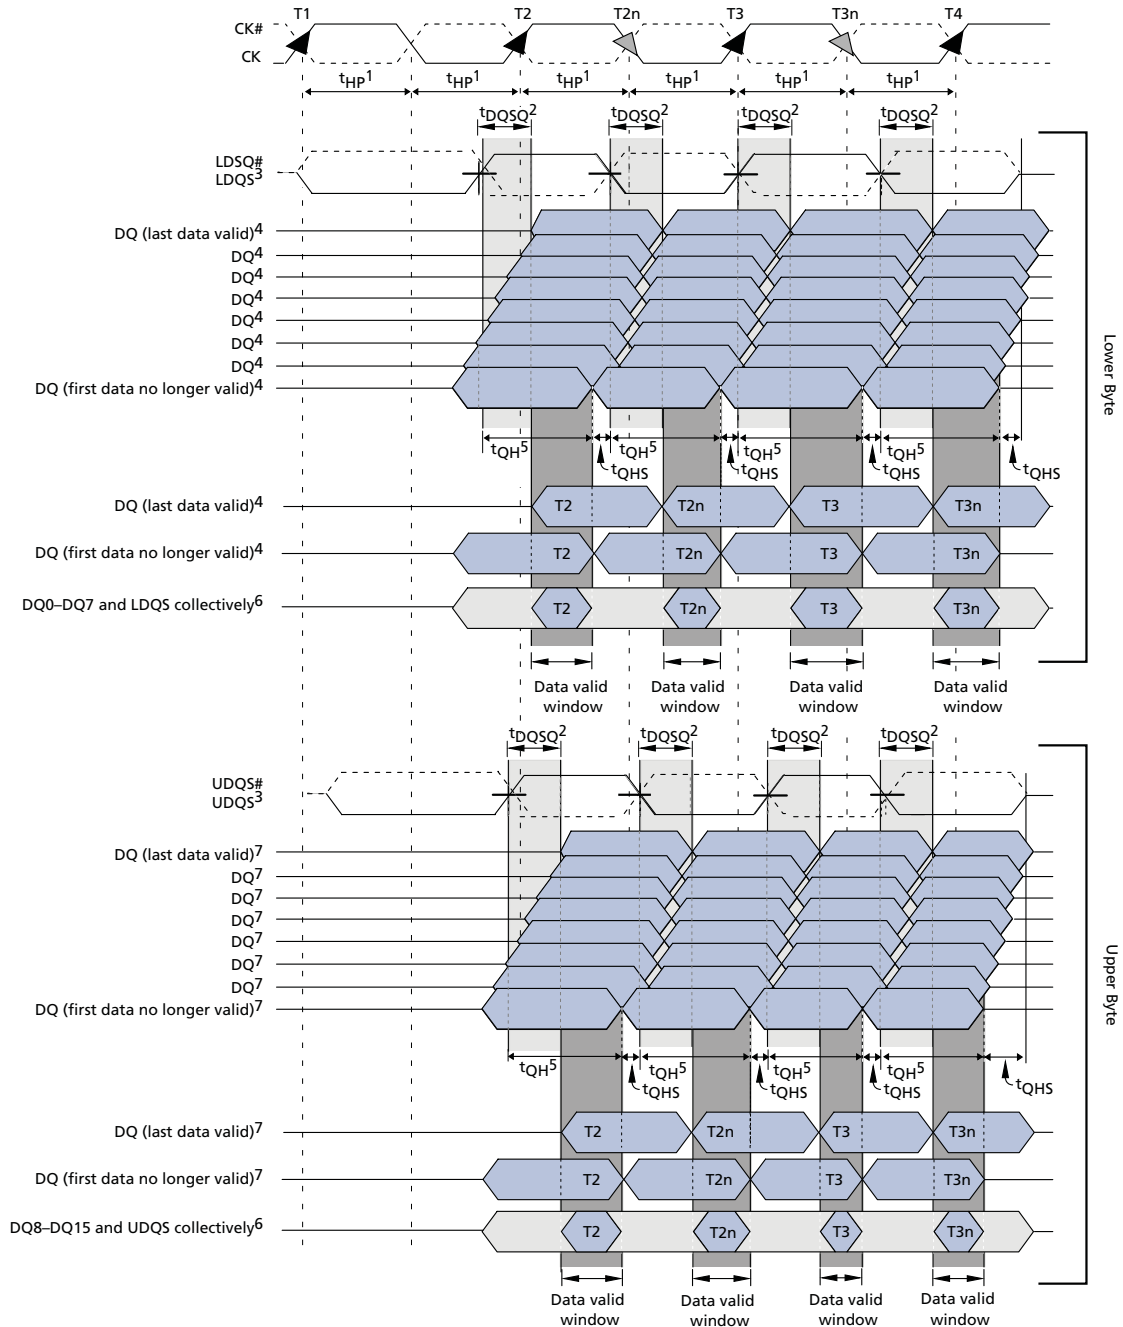 T1 T2 T2n T3 T3n T4
CK#
CK
tHP1 tHP1 tHP1 tHP1 tHP1 tHP1
tDQSQ2 tDQSQ2 tDQSQ2 tDQSQ2
LDSQ#
LDQS3
DQ (last data valid)4
DQ4
DQ4
DQ4
DQ4
DQ4
DQ4
DQ (first data no longer valid)4
Lower Byte
tQH5 tQH5 tQH5 tQH5
tQHS tQHS tQHS tQHS
DQ (last data valid)4 T2 T2n T3 T3n
DQ (first data no longer valid)4 T2 T2n T3 T3n
DQ0–DQ7 and LDQS collectively6 T2 T2n T3 T3n
Data valid Data valid Data valid Data valid
window window window window
tDQSQ2 tDQSQ2 tDQSQ2 tDQSQ2
UDQS#
UDQS3
DQ (last data valid)7
DQ7
DQ7
DQ7
DQ7
DQ7
DQ7
DQ (first data no longer valid)7
Upper Byte
tQH5 tQH5 tQH5 tQH5
tQHS tQHS tQHS tQHS
DQ (last data valid)7 T2 T2n T3 T3n
DQ (first data no longer valid)7 T2 T2n T3 T3n
DQ8–DQ15 and UDQS collectively6 T2 T2n T3 T3n
Data valid Data valid Data valid Data valid
window window window window